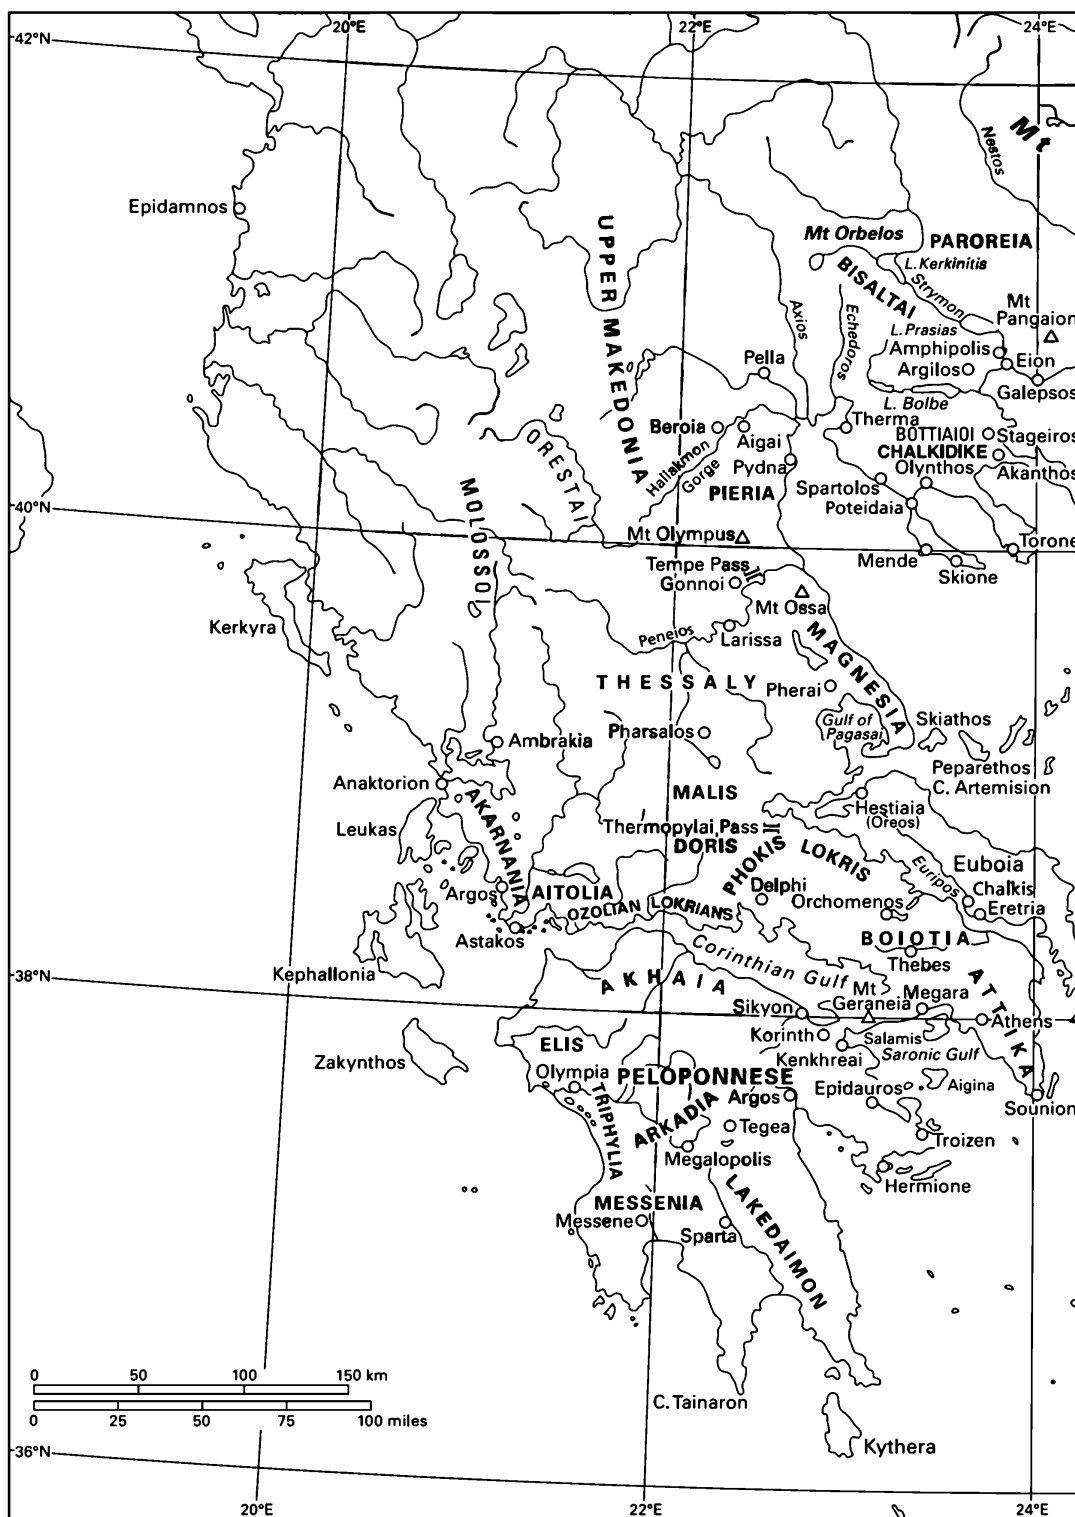 20°E
22°E
24°E
42°N
Mt
Nestos
Epidamnos
UPPER MAKEDONIA
Mt Orbelos
PAROREIA
BISALTAI
L. Kerkinitis
Strymon
Mt
Pangaion
Axios
Echedoros
L. Prasias
Amphipolis
Eion
Argilos
Pella
Galepsos
L. Bolbe
Therma
Beroia
Aigai
BOTTIAIOI
Stageiros
CHALKIDIKE
ORESTAI
Haliakmon
Gorge
Pydna
Olynthos
Akanthos
PIERIA
Spartolos
Poteidaia
MOLOSSOI
40°N
Mt Olympus
Torone
Mende
Skione
Tempe Pass
Gonnoi
Mt Ossa
Kerkyra
Peneios
Larissa
MAGNESIA
THESSALY
Pherai
Gulf of
Pagasai
Skiathos
Pharsalos
Ambrakia
Peparethos
Anaktorion
MALIS
C. Artemision
AKARNANIA
Hestiaia
(Oreos)
Leukas
Thermopylai Pass
DORIS
PHOKIS
LOKRIS
Euboia
Euripos
Argos
AITOLIA
Delphi
Chalkis
Orchomenos
Eretria
OZOLIAN LOKRIANS
Astakos
BOIOTIA
Corinthian Gulf
Thebes
Kephallonia
38°N
AKHAIA
ATTIKA
Mt
Geraneia
Megara
Sikyon
Athens
Korinth
Salamis
ELIS
Kenkhreai
Saronic Gulf
Zakynthos
Olympia
PELOPONNESE
Epidauros
Aigina
TRIPHYLIA
ARKADIA
Argos
Sounion
Tegea
Troizen
Megalopolis
Hermione
MESSENIA
LAKEDAIMON
Messene
Sparta
0 50 100 150 km
0 25 50 75 100 miles
C. Tainaron
Kythera
36°N
20°E
22°E
24°E